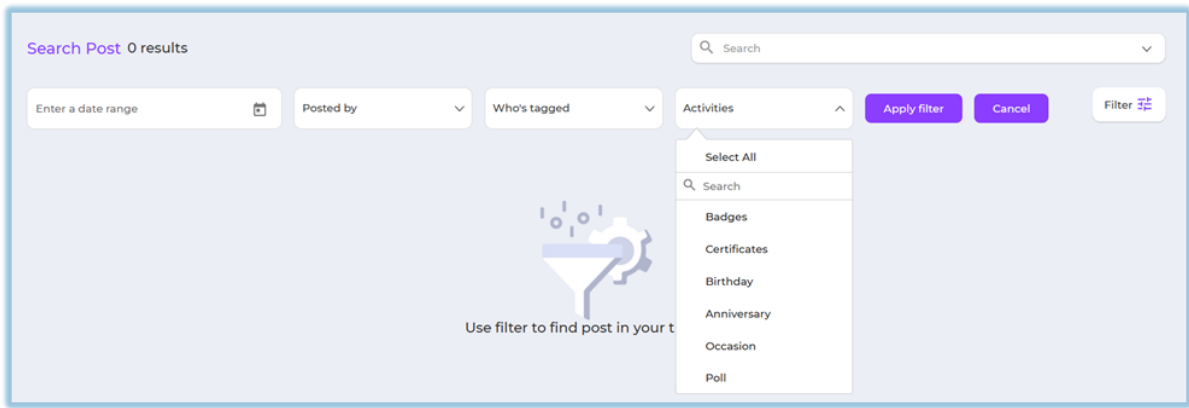 Search Post 0 results
Search
Enter a date range
Posted by
Who's tagged
Activities
Apply filter
Cancel
Filter
Select All
Search
Badges
Certificates
Birthday
Anniversary
Occasion
Poll
Use filter to find post in your t